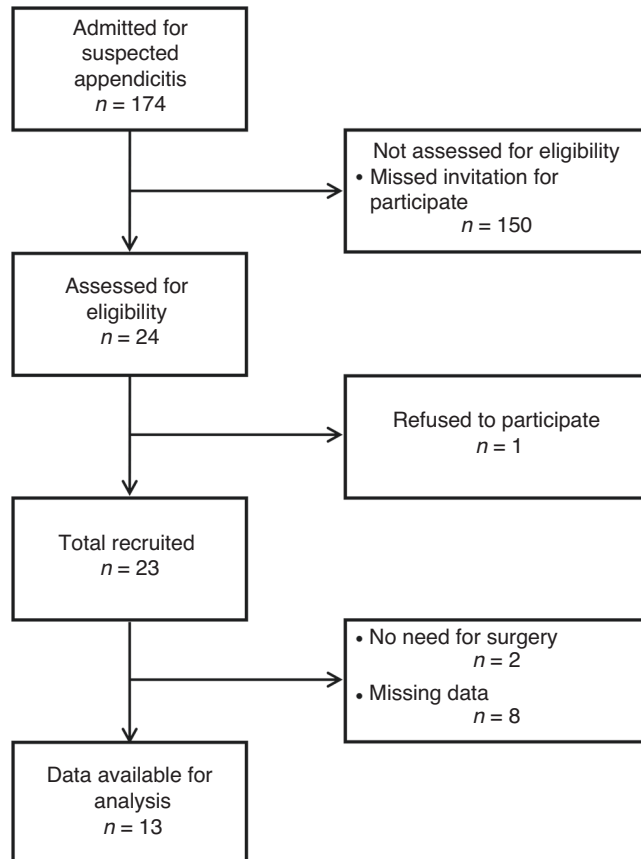 Admitted for
suspected
appendicitis
n = 174
Not assessed for eligibility
• Missed invitation for
participate
n = 150
Assessed for
eligibility
n = 24
Refused to participate
n = 1
Total recruited
n = 23
• No need for surgery
n = 2
• Missing data
n = 8
Data available for
analysis
n = 13